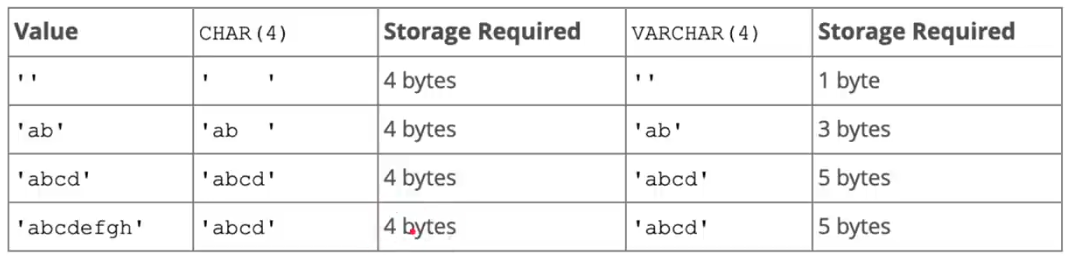 Value CHAR(4) Storage Required VARCHAR(4) Storage Required
'' '    ' 4 bytes '' 1 byte
'ab' 'ab  ' 4 bytes 'ab' 3 bytes
'abcd' 'abcd' 4 bytes 'abcd' 5 bytes
'abcdefgh' 'abcd' 4 bytes 'abcd' 5 bytes